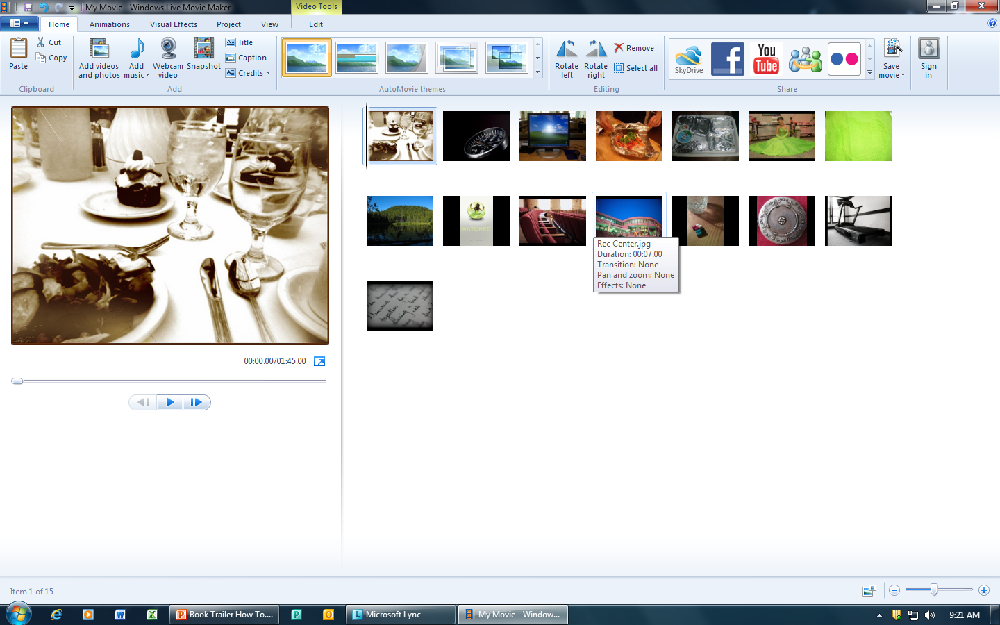 My Movie - Windows Live Movie Maker
Video Tools
Home
Animations
Visual Effects
Project
View
Edit
Paste
Cut
Copy
Clipboard
Add videos
and photos
Add
music
Webcam
video
Snapshot
Title
Caption
Credits
Add
AutoMovie themes
Rotate
left
Rotate
right
Remove
Select all
Editing
SkyDrive
You
Tube
Share
Save
movie
Sign
in
MATCHED
Rec Center.jpg
Duration: 00:07.00
Transition: None
Pan and zoom: None
Effects: None
00:00.00/01:45.00
Item 1 of 15
Book Trailer How To....
Microsoft Lync
My Movie - Window...
9:21 AM